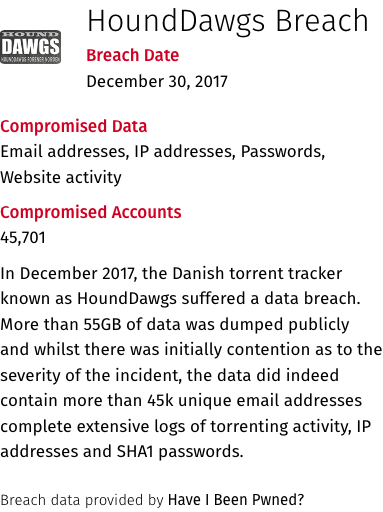 HoundDawgs Breach
HOUND
DAWGS
HOUNDDAWGS FORENER NORDEN
Breach Date
December 30, 2017
Compromised Data
Email addresses, IP addresses, Passwords,
Website activity
Compromised Accounts
45,701
In December 2017, the Danish torrent tracker
known as HoundDawgs suffered a data breach.
More than 55GB of data was dumped publicly
and whilst there was initially contention as to the
severity of the incident, the data did indeed
contain more than 45k unique email addresses
complete extensive logs of torrenting activity, IP
addresses and SHA1 passwords.
Breach data provided by Have I Been Pwned?